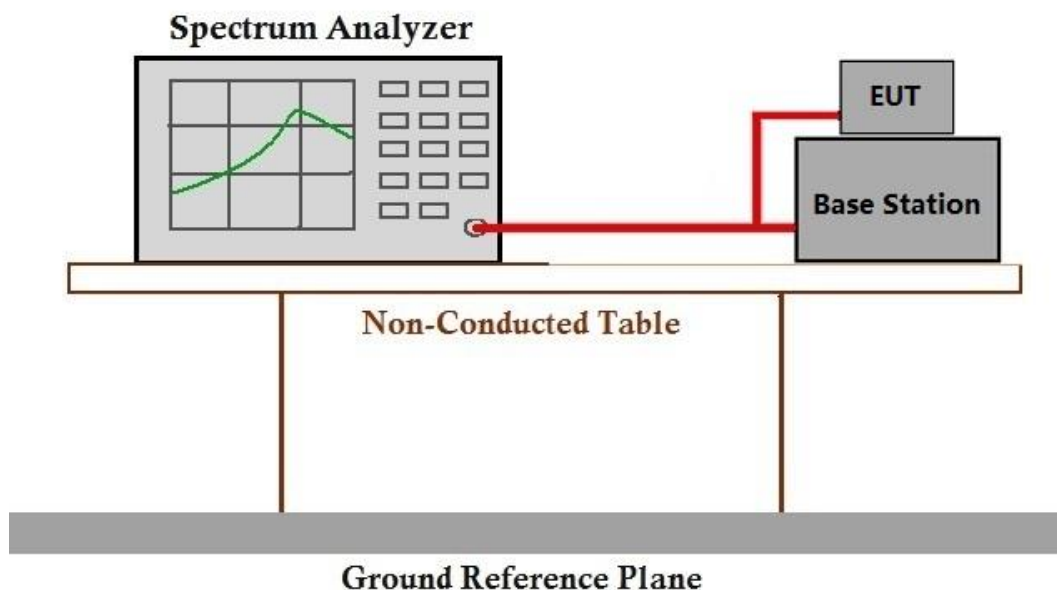 Spectrum Analyzer
EUT
Base Station
Non-Conducted Table
Ground Reference Plane